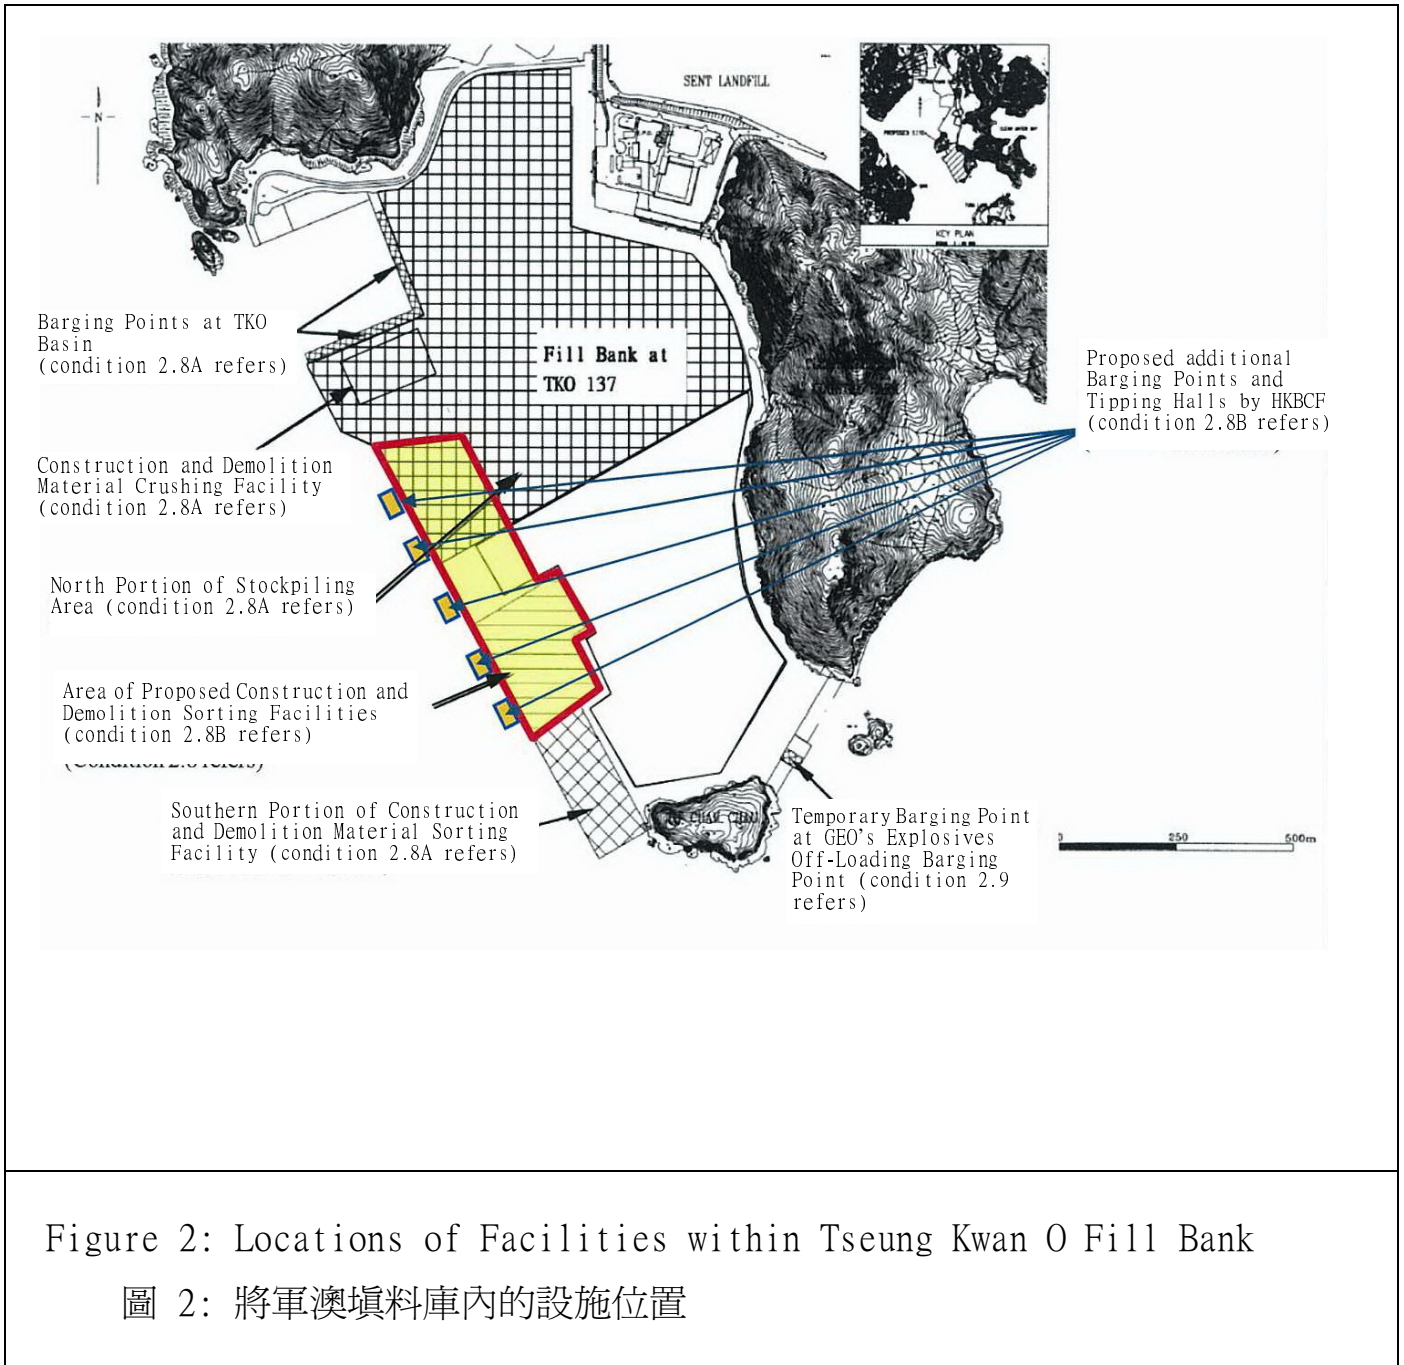 SENT LANDFILL
N
KEY PLAN
Barging Points at TKO
Basin
(condition 2.8A refers)
Fill Bank at
TKO 137
Proposed additional
Barging Points and
Tipping Halls by HKBCF
(condition 2.8B refers)
Construction and Demolition
Material Crushing Facility
(condition 2.8A refers)
North Portion of Stockpiling
Area (condition 2.8A refers)
Area of Proposed Construction and
Demolition Sorting Facilities
(condition 2.8B refers)
Southern Portion of Construction
and Demolition Material Sorting
Facility (condition 2.8A refers)
Temporary Barging Point
at GEO's Explosives
Off-Loading Barging
Point (condition 2.9
refers)
0 250 500m
Figure 2: Locations of Facilities within Tseung Kwan O Fill Bank
圖 2: 將軍澳填料庫內的設施位置